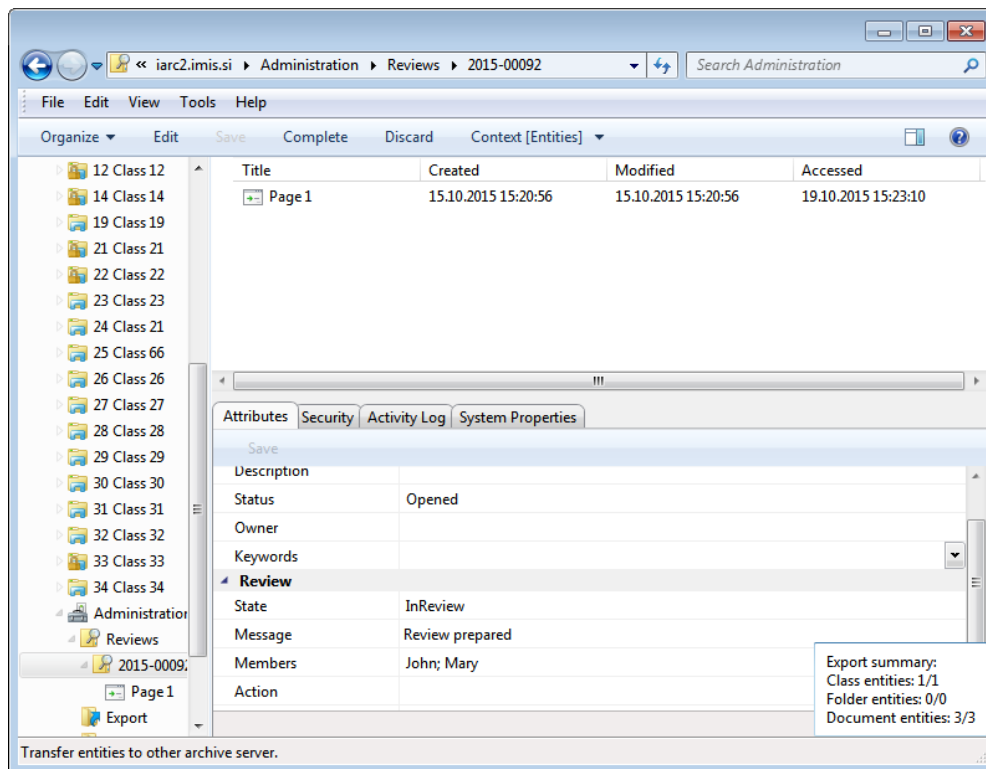 « iarc2.imis.si ▸ Administration ▸ Reviews ▸ 2015-00092
Search Administration
File Edit View Tools Help
Organize Edit Save Complete Discard Context [Entities]
12 Class 12
14 Class 14
19 Class 19
21 Class 21
22 Class 22
23 Class 23
24 Class 21
25 Class 66
26 Class 26
27 Class 27
28 Class 28
29 Class 29
30 Class 30
31 Class 31
32 Class 32
33 Class 33
34 Class 34
Administration
Reviews
2015-00092
Page 1
Export
Title Created Modified Accessed
Page 1 15.10.2015 15:20:56 15.10.2015 15:20:56 19.10.2015 15:23:10
Attributes Security Activity Log System Properties
Save
Description
Status Opened
Owner
Keywords
Review
State InReview
Message Review prepared
Members John; Mary
Action
Export summary:
Class entities: 1/1
Folder entities: 0/0
Document entities: 3/3
Transfer entities to other archive server.